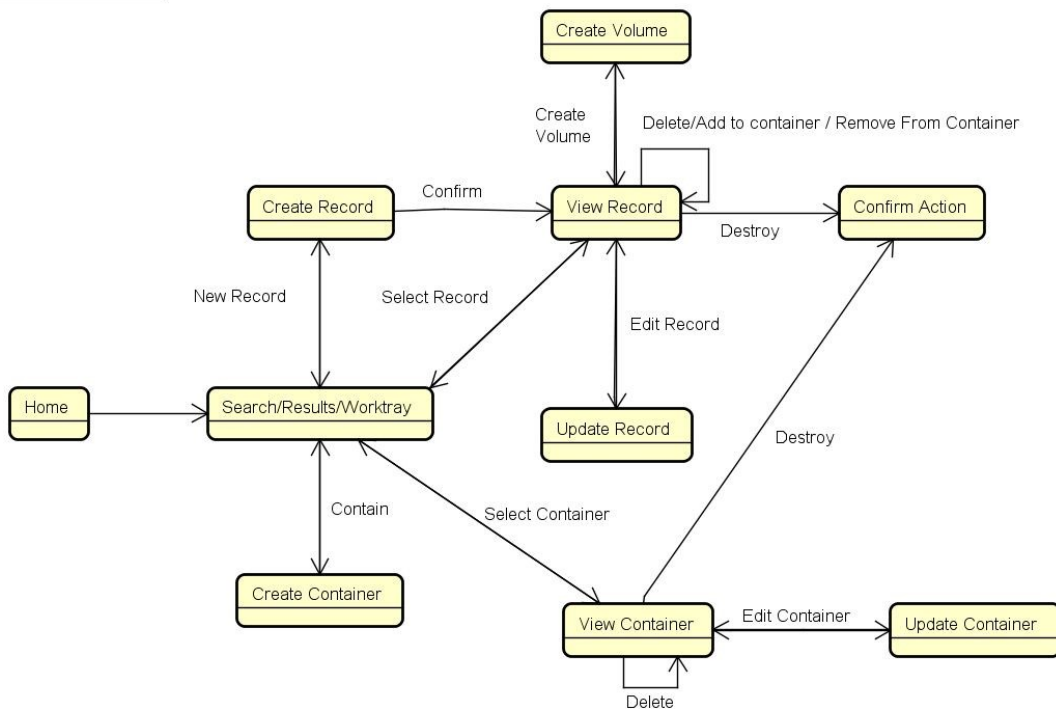 Create Volume
Create
Volume
Delete/Add to container / Remove From Container
Create Record
Confirm
View Record
Confirm Action
Destroy
New Record
Select Record
Edit Record
Home
Search/Results/Worktray
Update Record
Destroy
Contain
Select Container
Create Container
View Container
Edit Container
Update Container
Delete